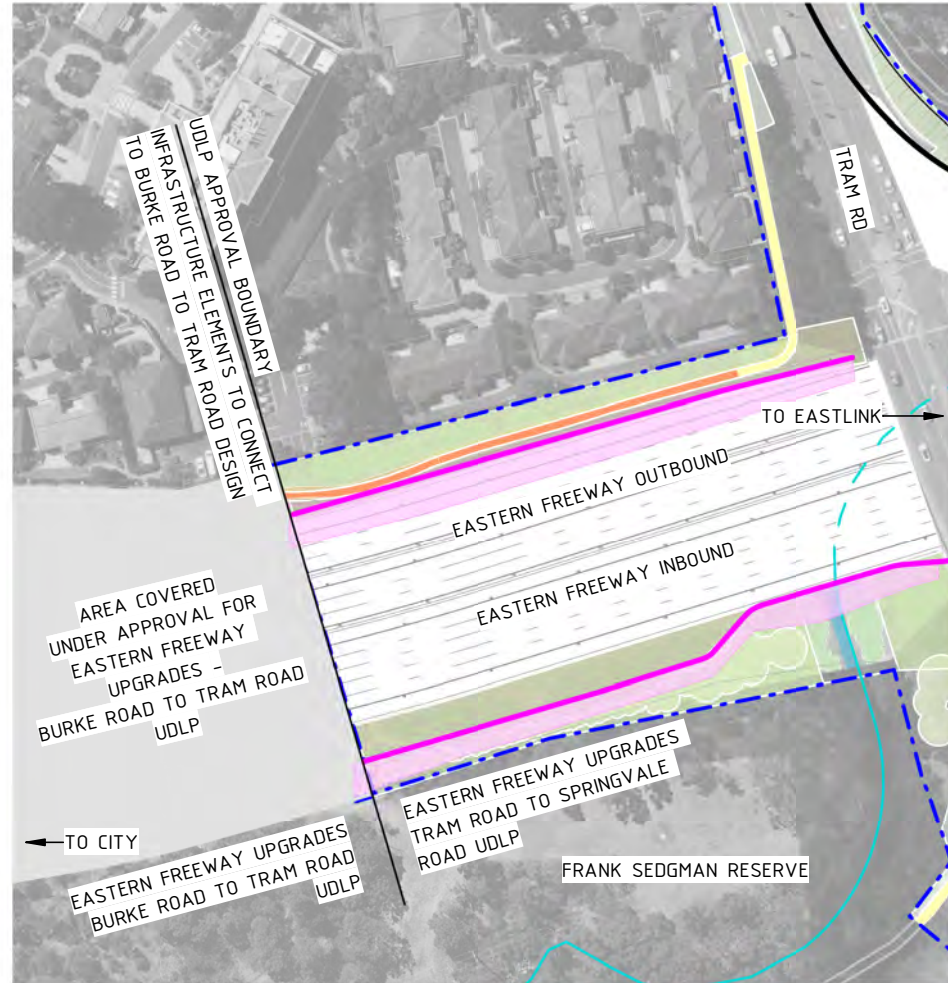 UDLP APPROVAL BOUNDARY
INFRASTRUCTURE ELEMENTS TO CONNECT
TO BURKE ROAD TO TRAM ROAD DESIGN
TRAM RD
TO EASTLINK
EASTERN FREEWAY OUTBOUND
EASTERN FREEWAY INBOUND
AREA COVERED
UNDER APPROVAL FOR
EASTERN FREEWAY
UPGRADES -
BURKE ROAD TO TRAM ROAD
UDLP
EASTERN FREEWAY UPGRADES
TRAM ROAD TO SPRINGVALE
ROAD UDLP
TO CITY
EASTERN FREEWAY UPGRADES
BURKE ROAD TO TRAM ROAD
UDLP
FRANK SEDGMAN RESERVE